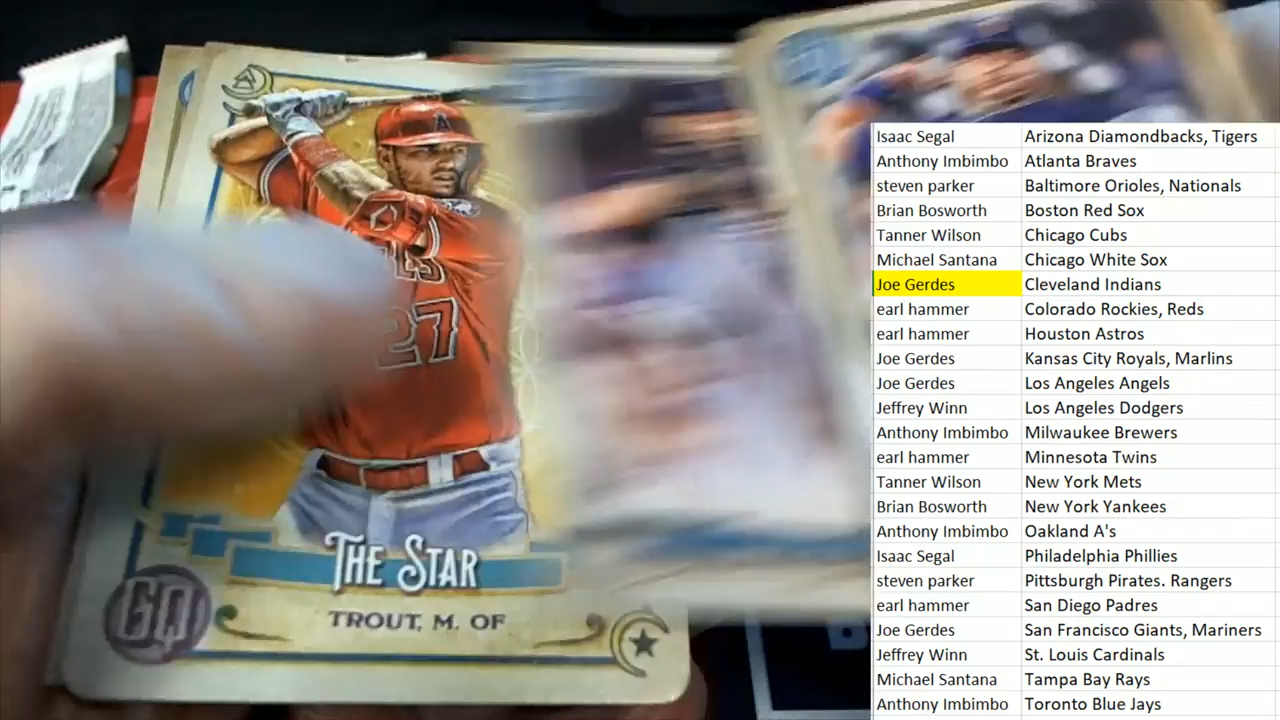 A
27
THE STAR
TROUT, M. OF
GQ
Isaac Segal Arizona Diamondbacks, Tigers
Anthony Imbimbo Atlanta Braves
steven parker Baltimore Orioles, Nationals
Brian Bosworth Boston Red Sox
Tanner Wilson Chicago Cubs
Michael Santana Chicago White Sox
Joe Gerdes Cleveland Indians
earl hammer Colorado Rockies, Reds
earl hammer Houston Astros
Joe Gerdes Kansas City Royals, Marlins
Joe Gerdes Los Angeles Angels
Jeffrey Winn Los Angeles Dodgers
Anthony Imbimbo Milwaukee Brewers
earl hammer Minnesota Twins
Tanner Wilson New York Mets
Brian Bosworth New York Yankees
Anthony Imbimbo Oakland A's
Isaac Segal Philadelphia Phillies
steven parker Pittsburgh Pirates. Rangers
earl hammer San Diego Padres
Joe Gerdes San Francisco Giants, Mariners
Jeffrey Winn St. Louis Cardinals
Michael Santana Tampa Bay Rays
Anthony Imbimbo Toronto Blue Jays